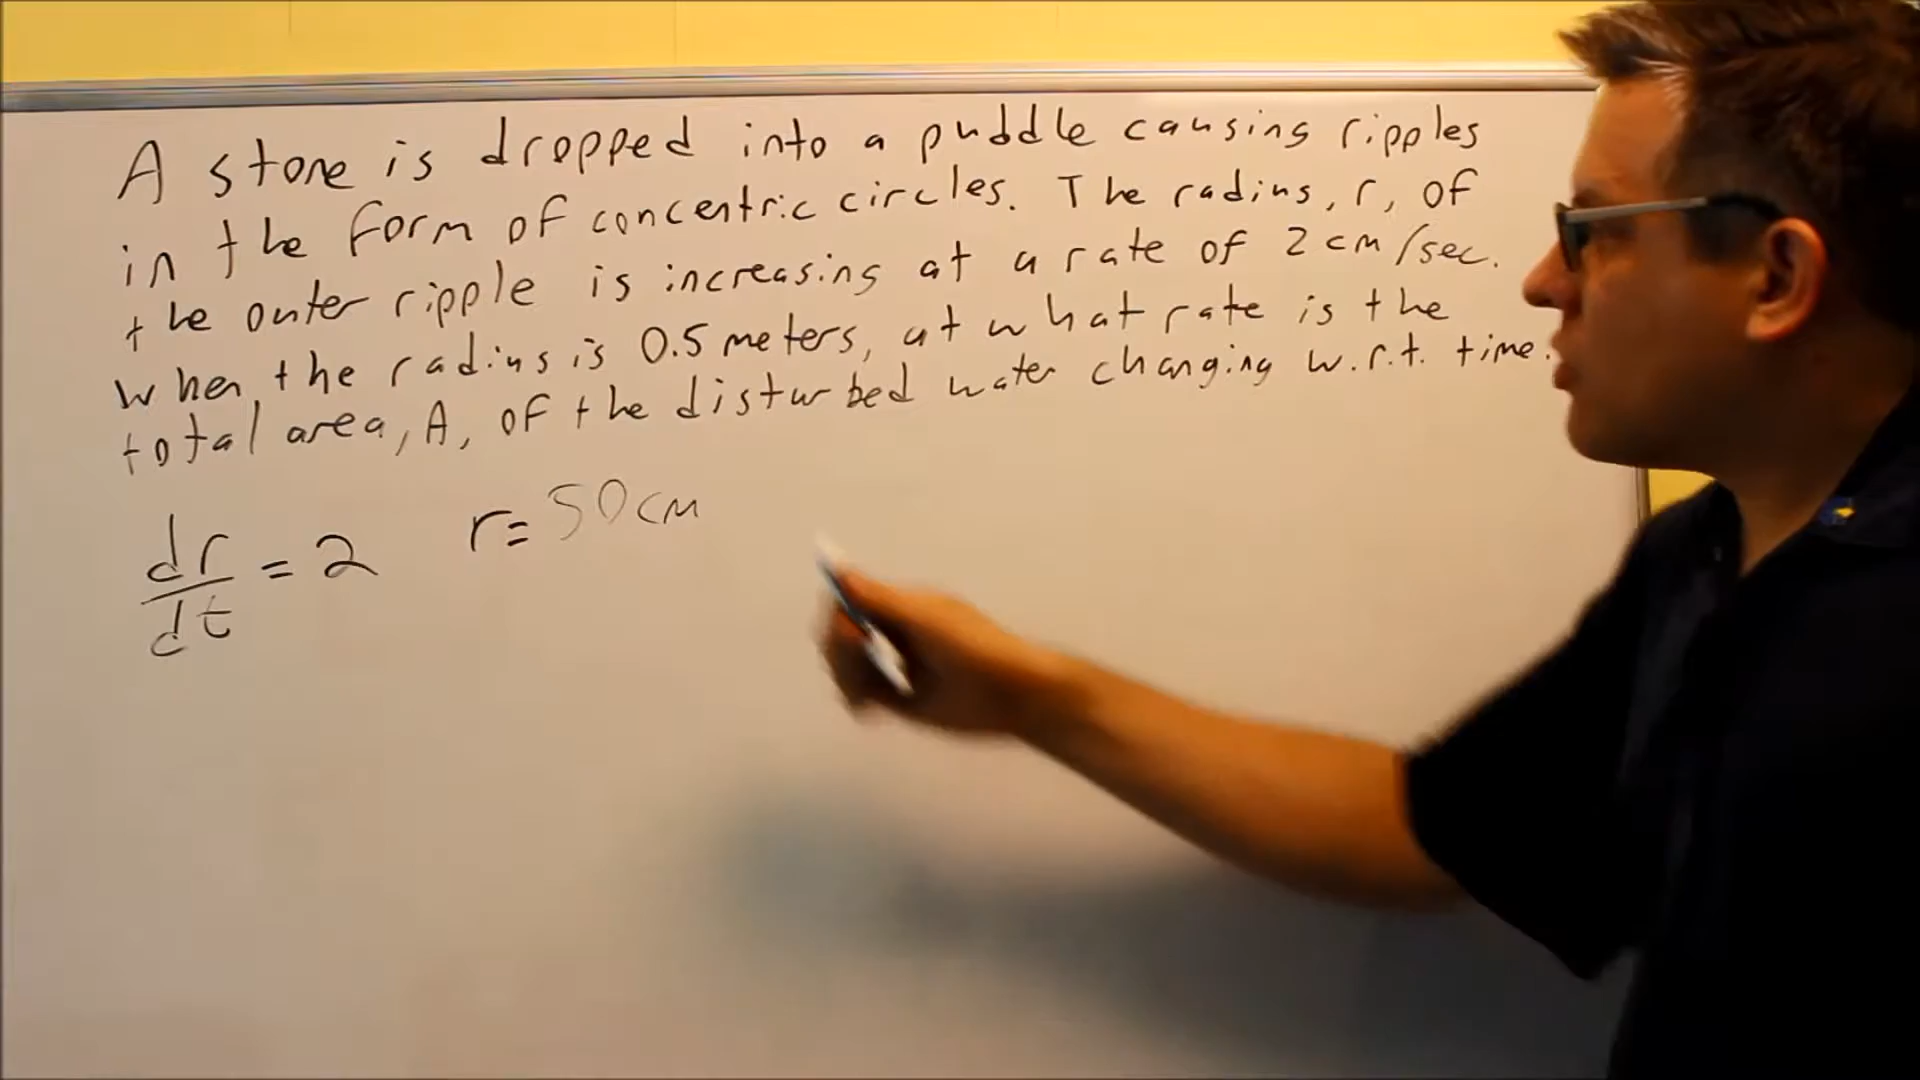 A stone is dropped into a puddle causing ripples
in the form of concentric circles. The radius, r, of
the outer ripple is increasing at a rate of 2 cm/sec.
When the radius is 0.5 meters, at what rate is the
total area, A, of the disturbed water changing w.r.t. time.
dr/dt = 2 r= 50cm